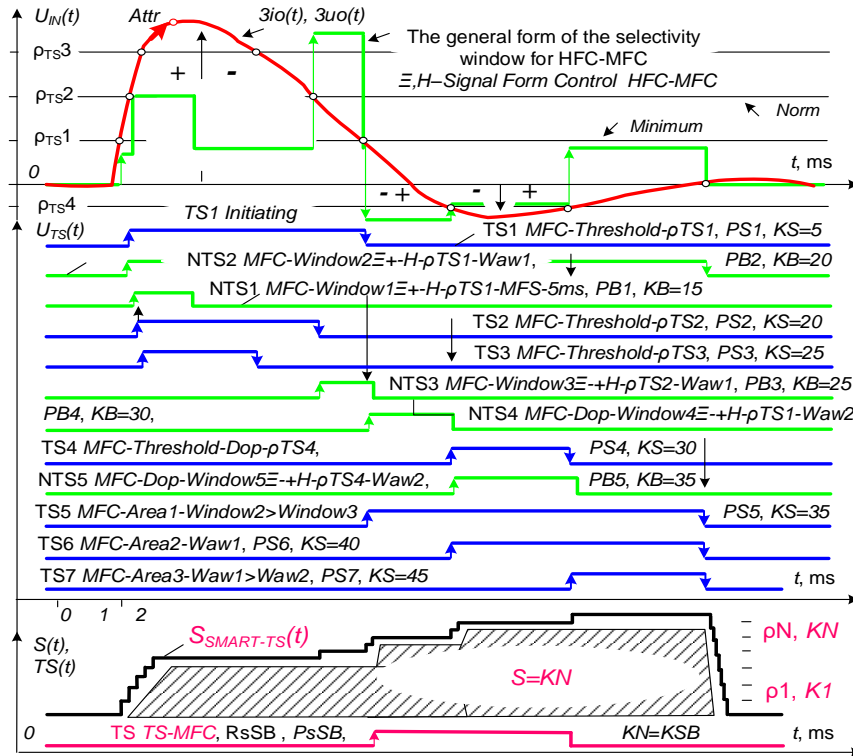 U_IN(t)
Attr
3io(t), 3uo(t)
The general form of the selectivity
window for HFC-MFC
Ξ,H–Signal Form Control HFC-MFC
ρTS3
+ -
ρTS2
Norm
ρTS1
Minimum
0
t, ms
- +
- +
ρTS4
TS1 Initiating
U_TS(t)
TS1 MFC-Threshold-ρTS1, PS1, KS=5
NTS2 MFC-Window2Ξ+-H-ρTS1-Waw1, PB2, KB=20
NTS1 MFC-Window1Ξ+-H-ρTS1-MFS-5ms, PB1, KB=15
TS2 MFC-Threshold-ρTS2, PS2, KS=20
TS3 MFC-Threshold-ρTS3, PS3, KS=25
NTS3 MFC-Window3Ξ-+H-ρTS2-Waw1, PB3, KB=25
PB4, KB=30, NTS4 MFC-Dop-Window4Ξ-+H-ρTS1-Waw2
TS4 MFC-Threshold-Dop-ρTS4, PS4, KS=30
NTS5 MFC-Dop-Window5Ξ-+H-ρTS4-Waw2, PB5, KB=35
TS5 MFC-Area1-Window2>Window3 PS5, KS=35
TS6 MFC-Area2-Waw1, PS6, KS=40
TS7 MFC-Area3-Waw1>Waw2, PS7, KS=45 t, ms
0 1 2
S(t),
TS(t)
S_SMART-TS(t)
ρN, KN
S=KN
ρ1, K1
0
TS TS-MFC, RsSB , PsSB, KN=KSB t, ms